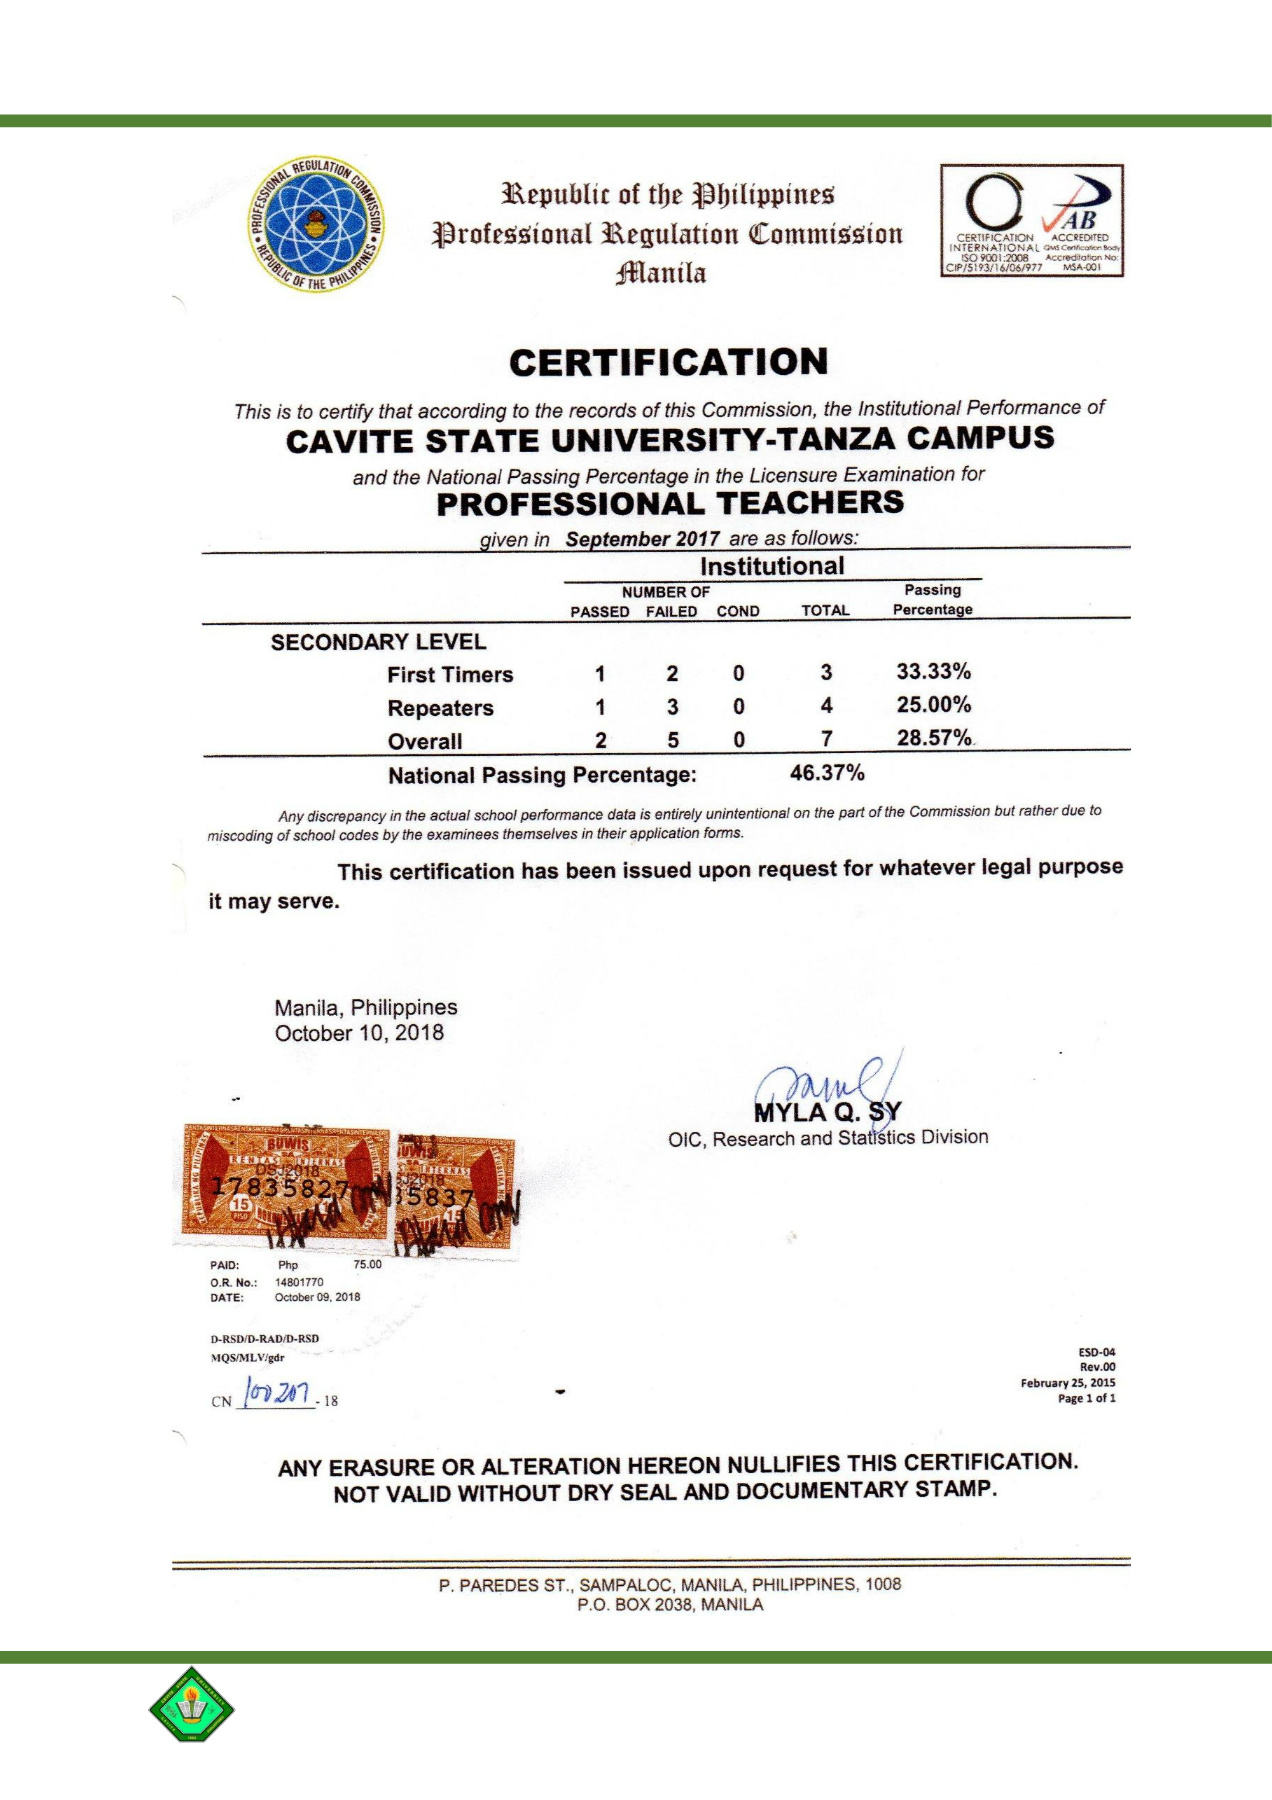 PROFESSIONAL REGULATION COMMISSION
REPUBLIC OF THE PHILIPPINES
Republic of the Philippines
Professional Regulation Commission
Manila
AB
CERTIFICATION ACCREDITED
INTERNATIONAL QMS Certification Body
ISO 9001:2008 Accreditation No:
CIP/5193/16/06/977 MSA-001
CERTIFICATION
This is to certify that according to the records of this Commission, the Institutional Performance of
CAVITE STATE UNIVERSITY-TANZA CAMPUS
and the National Passing Percentage in the Licensure Examination for
PROFESSIONAL TEACHERS
given in September 2017 are as follows:
Institutional
NUMBER OF Passing
PASSED FAILED COND TOTAL Percentage
SECONDARY LEVEL
First Timers 1 2 0 3 33.33%
Repeaters 1 3 0 4 25.00%
Overall 2 5 0 7 28.57%
National Passing Percentage: 46.37%
Any discrepancy in the actual school performance data is entirely unintentional on the part of the Commission but rather due to
miscoding of school codes by the examinees themselves in their application forms.
This certification has been issued upon request for whatever legal purpose
it may serve.
Manila, Philippines
October 10, 2018
MYLA Q. SY
OIC, Research and Statistics Division
BUWIS
RENTAS INTERNAS INTERNAS
DSJ2018
17835827 35837
15 15
PISO
PAID: Php 75.00
O.R. No.: 14801770
DATE: October 09, 2018
D-RSD/D-RAD/D-RSD
MQS/MLV/gdr
CN 100207 - 18
ESD-04
Rev.00
February 25, 2015
Page 1 of 1
ANY ERASURE OR ALTERATION HEREON NULLIFIES THIS CERTIFICATION.
NOT VALID WITHOUT DRY SEAL AND DOCUMENTARY STAMP.
P. PAREDES ST., SAMPALOC, MANILA, PHILIPPINES, 1008
P.O. BOX 2038, MANILA